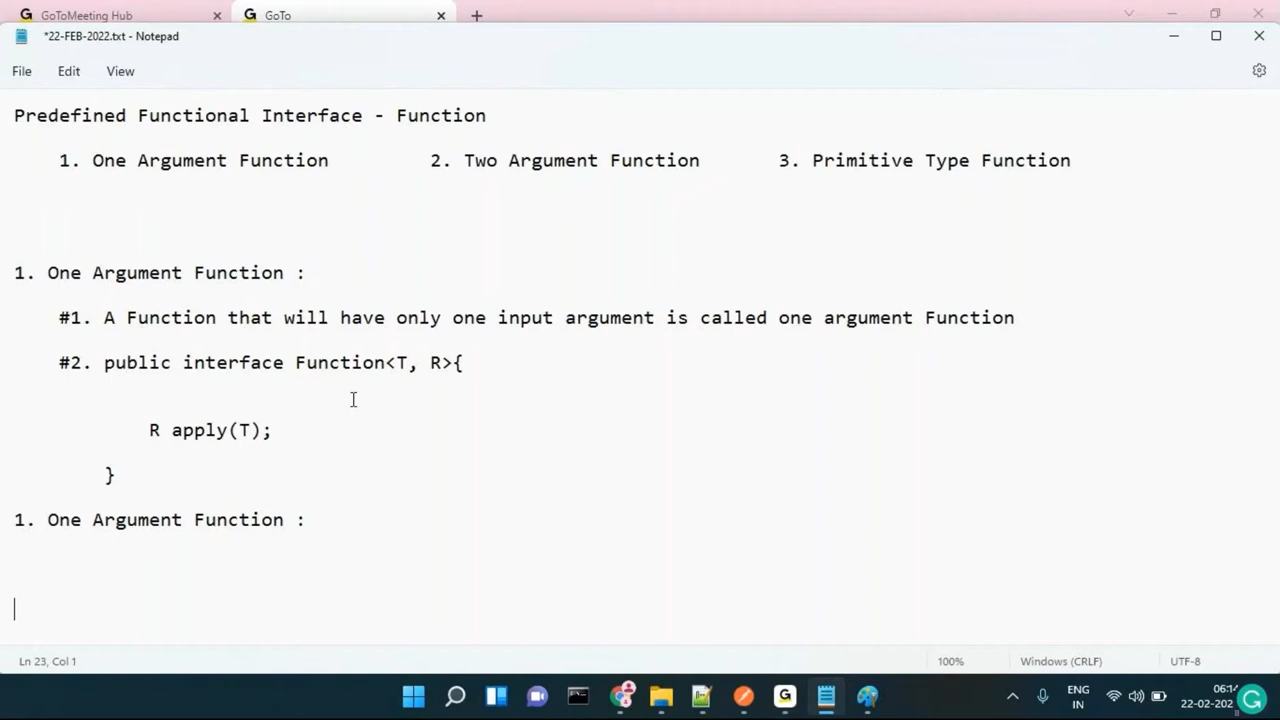 GoToMeeting Hub
GoTo
*22-FEB-2022.txt - Notepad
File Edit View
Predefined Functional Interface - Function
1. One Argument Function 2. Two Argument Function 3. Primitive Type Function
1. One Argument Function :
#1. A Function that will have only one input argument is called one argument Function
#2. public interface Function<T, R>{
R apply(T);
}
1. One Argument Function :
Ln 23, Col 1 100% Windows (CRLF) UTF-8
ENG
IN